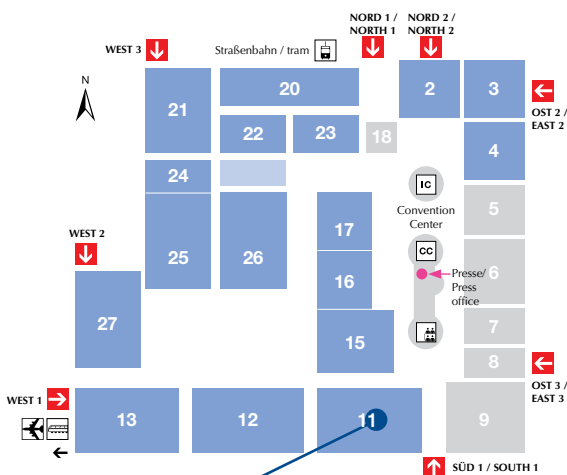 NORD 1 /
NORTH 1
NORD 2 /
NORTH 2
WEST 3
Straßenbahn / tram
N
21
20
2
3
OST 2 /
EAST 2
22
23
18
4
24
IC
Convention
Center
5
17
25
26
CC
WEST 2
Presse/
Press
office
6
16
27
7
15
8
OST 3 /
EAST 3
WEST 1
13
12
11
9
SÜD 1 / SOUTH 1